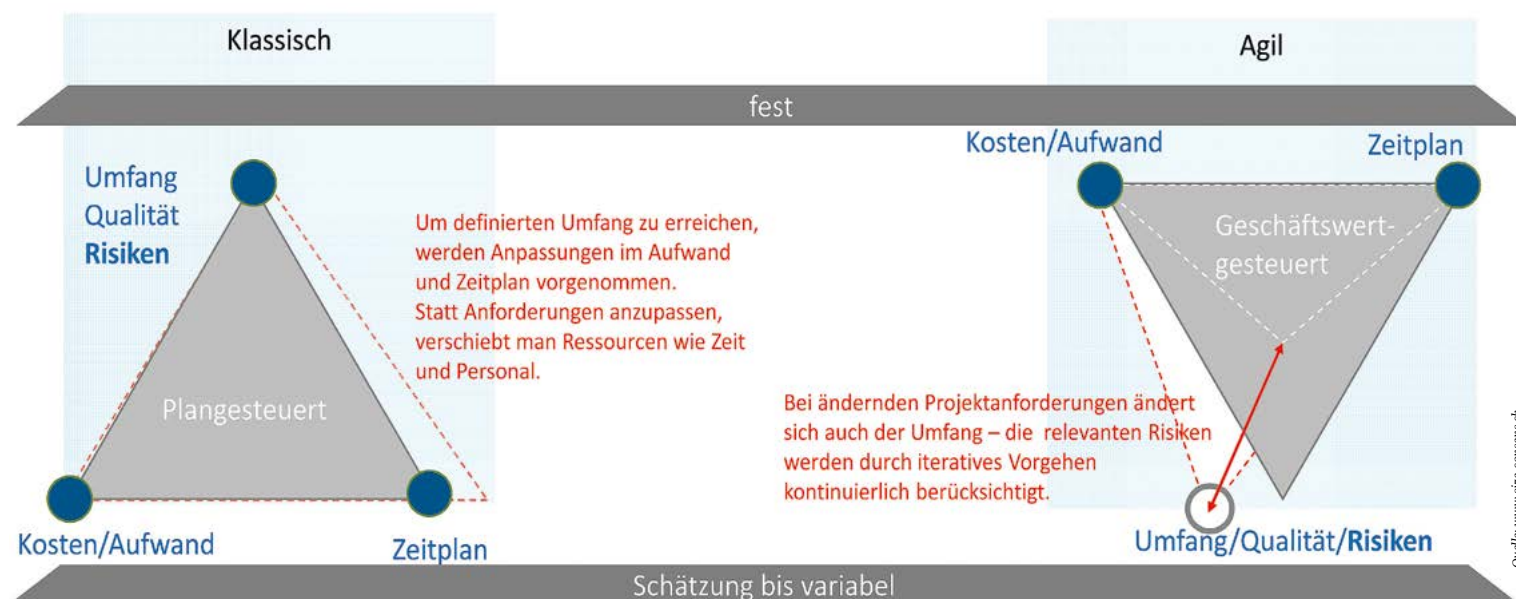 Klassisch
Agil
fest
Umfang
Qualität
Risiken
Um definierten Umfang zu erreichen,
werden Anpassungen im Aufwand
und Zeitplan vorgenommen.
Statt Anforderungen anzupassen,
verschiebt man Ressourcen wie Zeit
und Personal.
Plangesteuert
Kosten/Aufwand
Zeitplan
Kosten/Aufwand
Zeitplan
Geschäftswert-
gesteuert
Bei ändernden Projektanforderungen ändert
sich auch der Umfang – die relevanten Risiken
werden durch iteratives Vorgehen
kontinuierlich berücksichtigt.
Umfang/Qualität/Risiken
Schätzung bis variabel